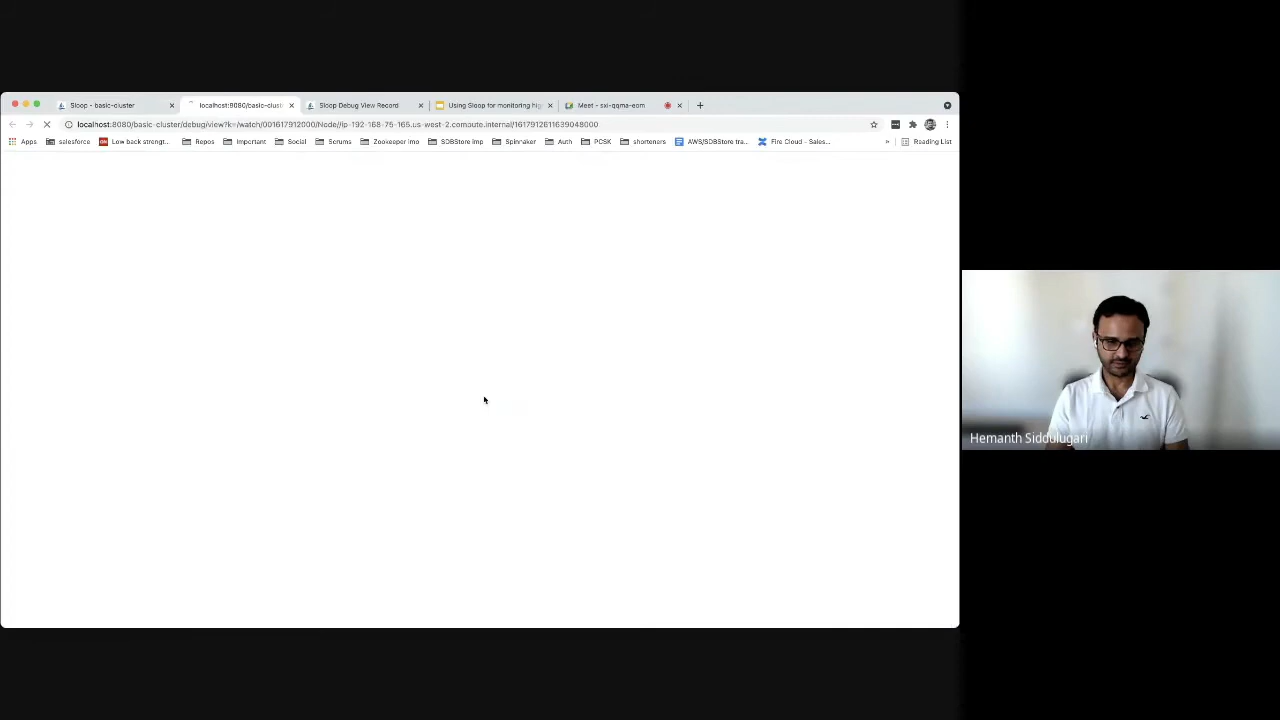 Sloop - basic-cluster
localhost:8080/basic-cluste
Sloop Debug View Record
Using Sloop for monitoring hig
Meet - sxi-qqma-eom
localhost:8080/basic-cluster/debug/view?k=/watch/001617912000/Node//ip-192-168-75-165.us-west-2.compute.internal/1617912611639048000
Apps
salesforce
Low back strengt...
Repos
Important
Social
Scrums
Zookeeper Imo
SDBStore imp
Spinnaker
Auth
PCSK
shorteners
AWS/SDBStore tra...
Fire Cloud - Sales...
»
Reading List
Hemanth Siddulugari